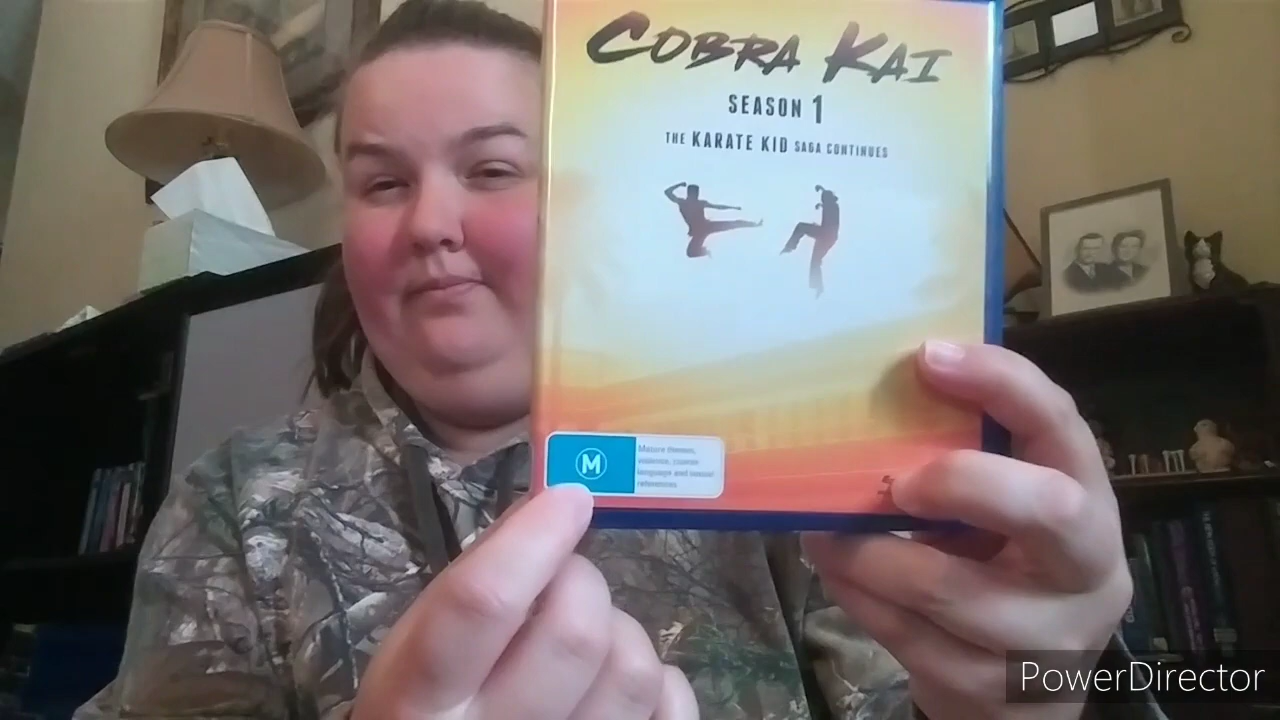 COBRA KAI
SEASON 1
THE KARATE KID SAGA CONTINUES
M
Mature themes,
violence, coarse
language and sexual
references
PowerDirector